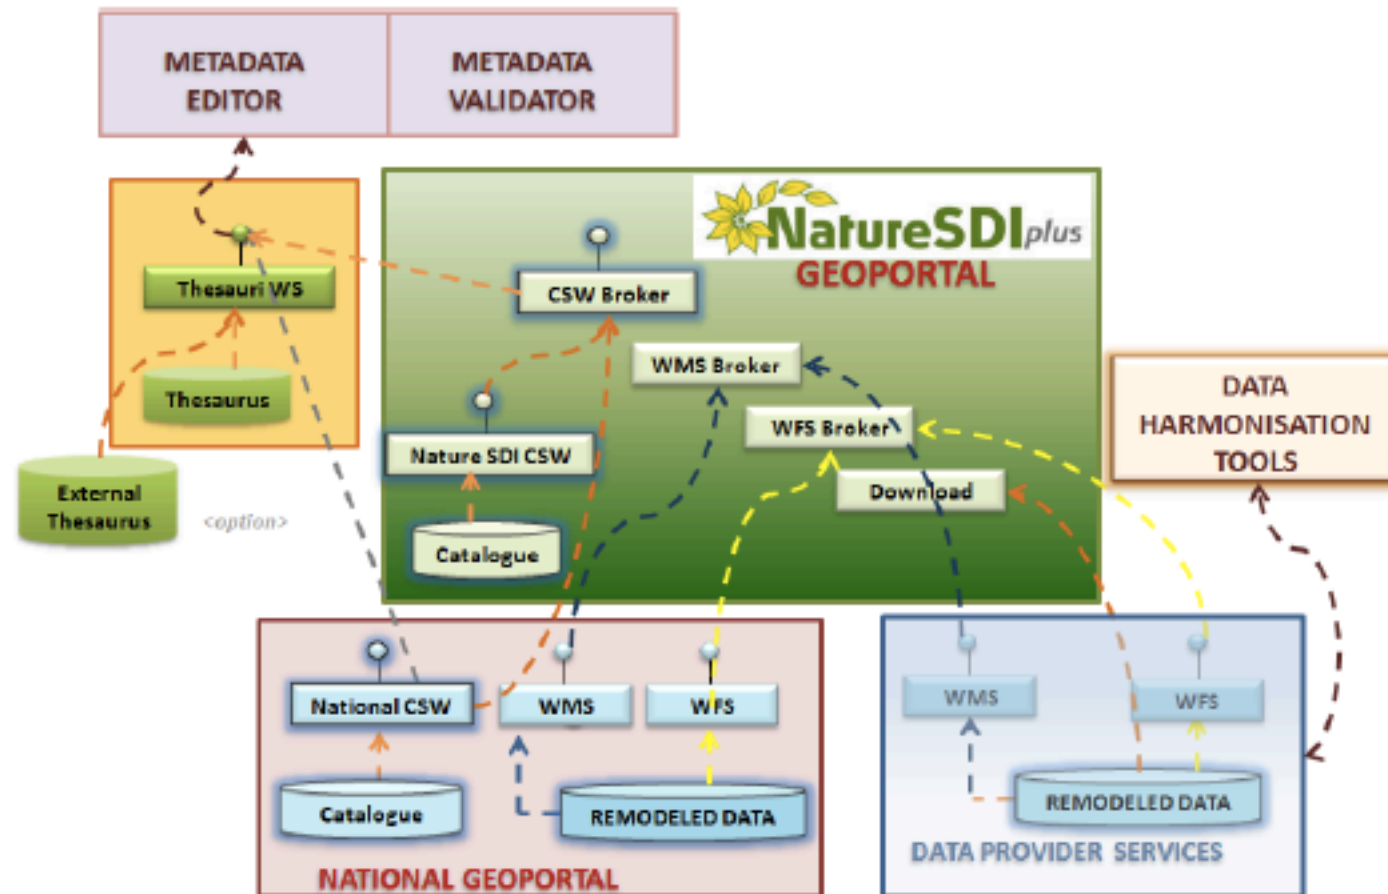 METADATA
EDITOR
METADATA
VALIDATOR
NatureSDIplus
GEOPORTAL
Thesauri WS
CSW Broker
WMS Broker
Thesaurus
WFS Broker
Nature SDI CSW
DATA
HARMONISATION
TOOLS
Download
External
Thesaurus
<option>
Catalogue
National CSW
WMS
WFS
WMS
WFS
Catalogue
REMODELED DATA
REMODELED DATA
NATIONAL GEOPORTAL
DATA PROVIDER SERVICES